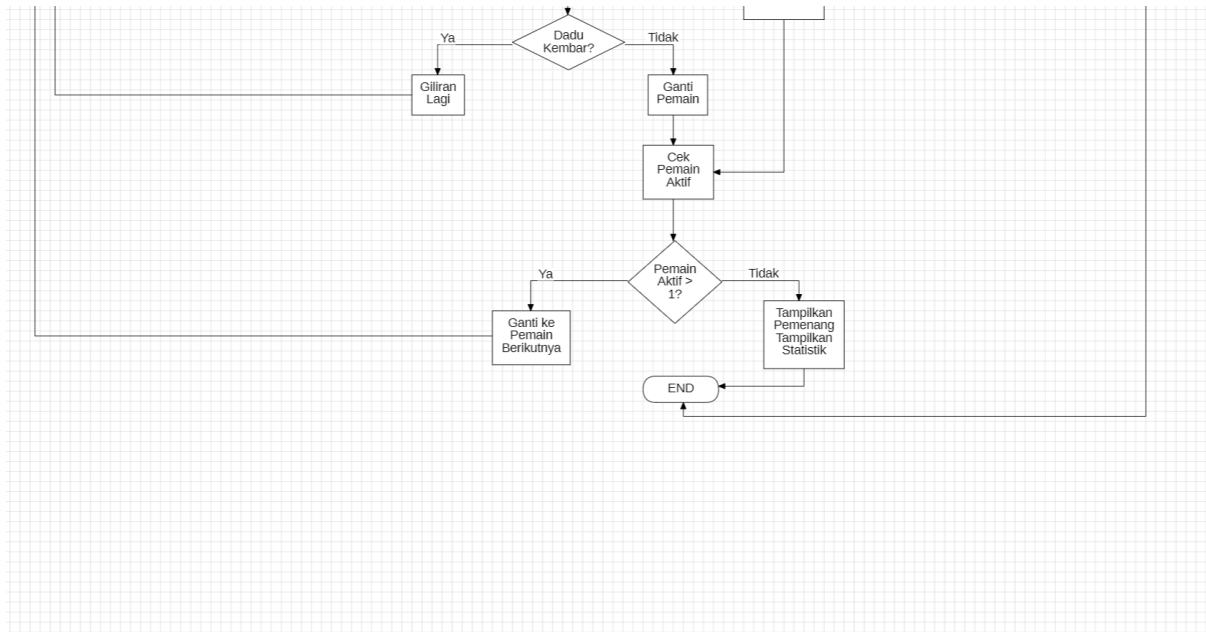 Dadu
Kembar?
Ya
Tidak
Giliran
Lagi
Ganti
Pemain
Cek
Pemain
Aktif
Pemain
Aktif >
1?
Ya
Tidak
Ganti ke
Pemain
Berikutnya
Tampilkan
Pemenang
Tampilkan
Statistik
END